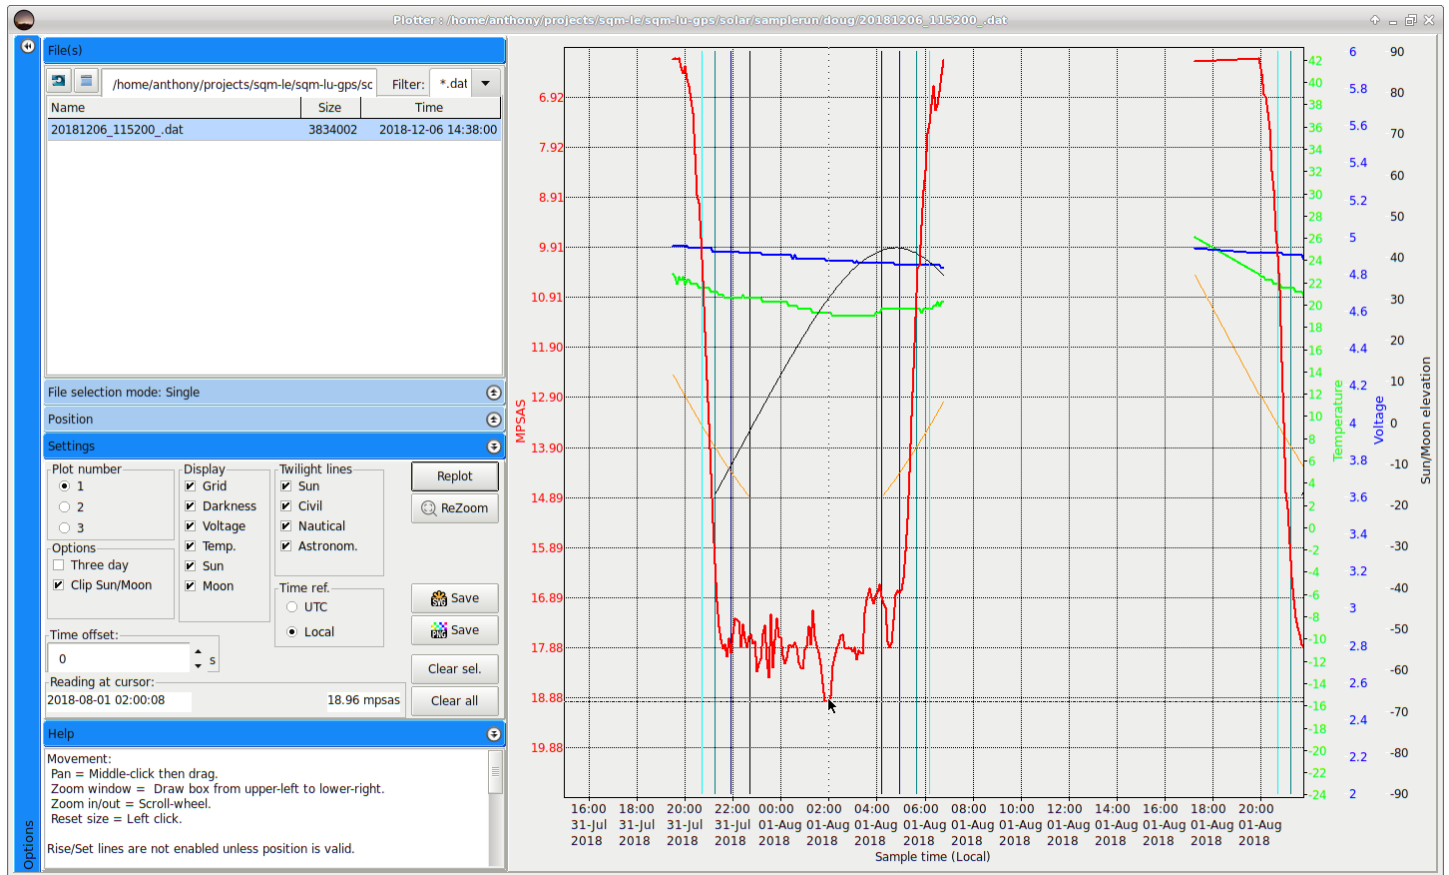 Plotter : /home/anthony/projects/sqm-le/sqm-lu-gps/solar/samplerun/doug/20181206_115200_.dat
File(s)
/home/anthony/projects/sqm-le/sqm-lu-gps/sc Filter: *.dat
Name Size Time
20181206_115200_.dat 3834002 2018-12-06 14:38:00
File selection mode: Single
Position
Settings
Plot number
1
2
3
Options
Three day
Clip Sun/Moon
Display
Grid
Darkness
Voltage
Temp.
Sun
Moon
Twilight lines
Sun
Civil
Nautical
Astronom.
Time ref.
UTC
Local
Replot
ReZoom
SVG Save
PNG Save
Clear sel.
Clear all
Time offset:
0 s
Reading at cursor:
2018-08-01 02:00:08 18.96 mpsas
Help
Movement:
Pan = Middle-click then drag.
Zoom window = Draw box from upper-left to lower-right.
Zoom in/out = Scroll-wheel.
Reset size = Left click.
Rise/Set lines are not enabled unless position is valid.
Options
MPSAS
6.92
7.92
8.91
9.91
10.91
11.90
12.90
13.90
14.89
15.89
16.89
17.88
18.88
19.88
42
40
38
36
34
32
30
28
26
24
22
20
18
16
14
12
10
8
6
4
2
0
-2
-4
-6
-8
-10
-12
-14
-16
-18
-20
-22
-24
Temperature
6
5.8
5.6
5.4
5.2
5
4.8
4.6
4.4
4.2
4
3.8
3.6
3.4
3.2
3
2.8
2.6
2.4
2.2
2
Voltage
90
80
70
60
50
40
30
20
10
0
-10
-20
-30
-40
-50
-60
-70
-80
-90
Sun/Moon elevation
16:00 18:00 20:00 22:00 00:00 02:00 04:00 06:00 08:00 10:00 12:00 14:00 16:00 18:00 20:00
31-Jul 31-Jul 31-Jul 31-Jul 01-Aug 01-Aug 01-Aug 01-Aug 01-Aug 01-Aug 01-Aug 01-Aug 01-Aug 01-Aug 01-Aug
2018 2018 2018 2018 2018 2018 2018 2018 2018 2018 2018 2018 2018 2018 2018
Sample time (Local)